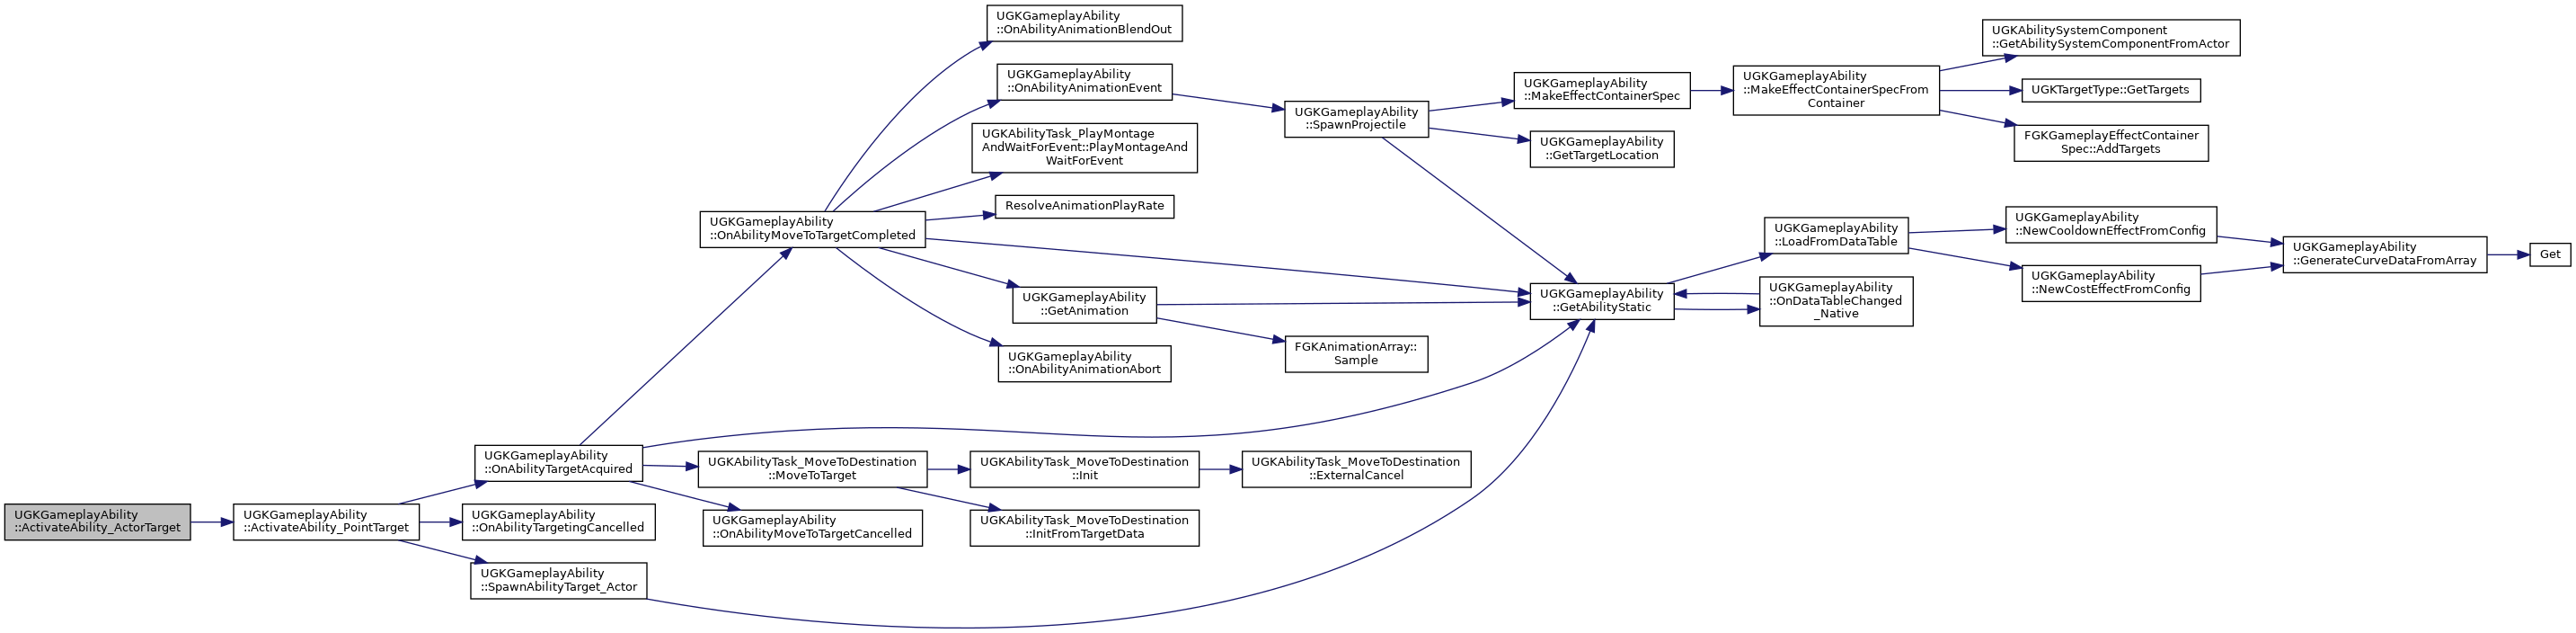 UGKGameplayAbility
::ActivateAbility_ActorTarget
UGKGameplayAbility
::ActivateAbility_PointTarget
UGKGameplayAbility
::OnAbilityTargetAcquired
UGKGameplayAbility
::OnAbilityTargetingCancelled
UGKGameplayAbility
::SpawnAbilityTarget_Actor
UGKGameplayAbility
::OnAbilityMoveToTargetCompleted
UGKAbilityTask_MoveToDestination
::MoveToTarget
UGKGameplayAbility
::OnAbilityMoveToTargetCancelled
UGKGameplayAbility
::OnAbilityAnimationBlendOut
UGKGameplayAbility
::OnAbilityAnimationEvent
UGKAbilityTask_PlayMontage
AndWaitForEvent::PlayMontageAnd
WaitForEvent
ResolveAnimationPlayRate
UGKGameplayAbility
::GetAnimation
UGKGameplayAbility
::OnAbilityAnimationAbort
UGKAbilityTask_MoveToDestination
::Init
UGKAbilityTask_MoveToDestination
::InitFromTargetData
UGKGameplayAbility
::SpawnProjectile
FGKAnimationArray::
Sample
UGKAbilityTask_MoveToDestination
::ExternalCancel
UGKGameplayAbility
::MakeEffectContainerSpec
UGKGameplayAbility
::GetTargetLocation
UGKGameplayAbility
::GetAbilityStatic
UGKGameplayAbility
::MakeEffectContainerSpecFrom
Container
UGKGameplayAbility
::LoadFromDataTable
UGKGameplayAbility
::OnDataTableChanged
_Native
UGKAbilitySystemComponent
::GetAbilitySystemComponentFromActor
UGKTargetType::GetTargets
FGKGameplayEffectContainer
Spec::AddTargets
UGKGameplayAbility
::NewCooldownEffectFromConfig
UGKGameplayAbility
::NewCostEffectFromConfig
UGKGameplayAbility
::GenerateCurveDataFromArray
Get